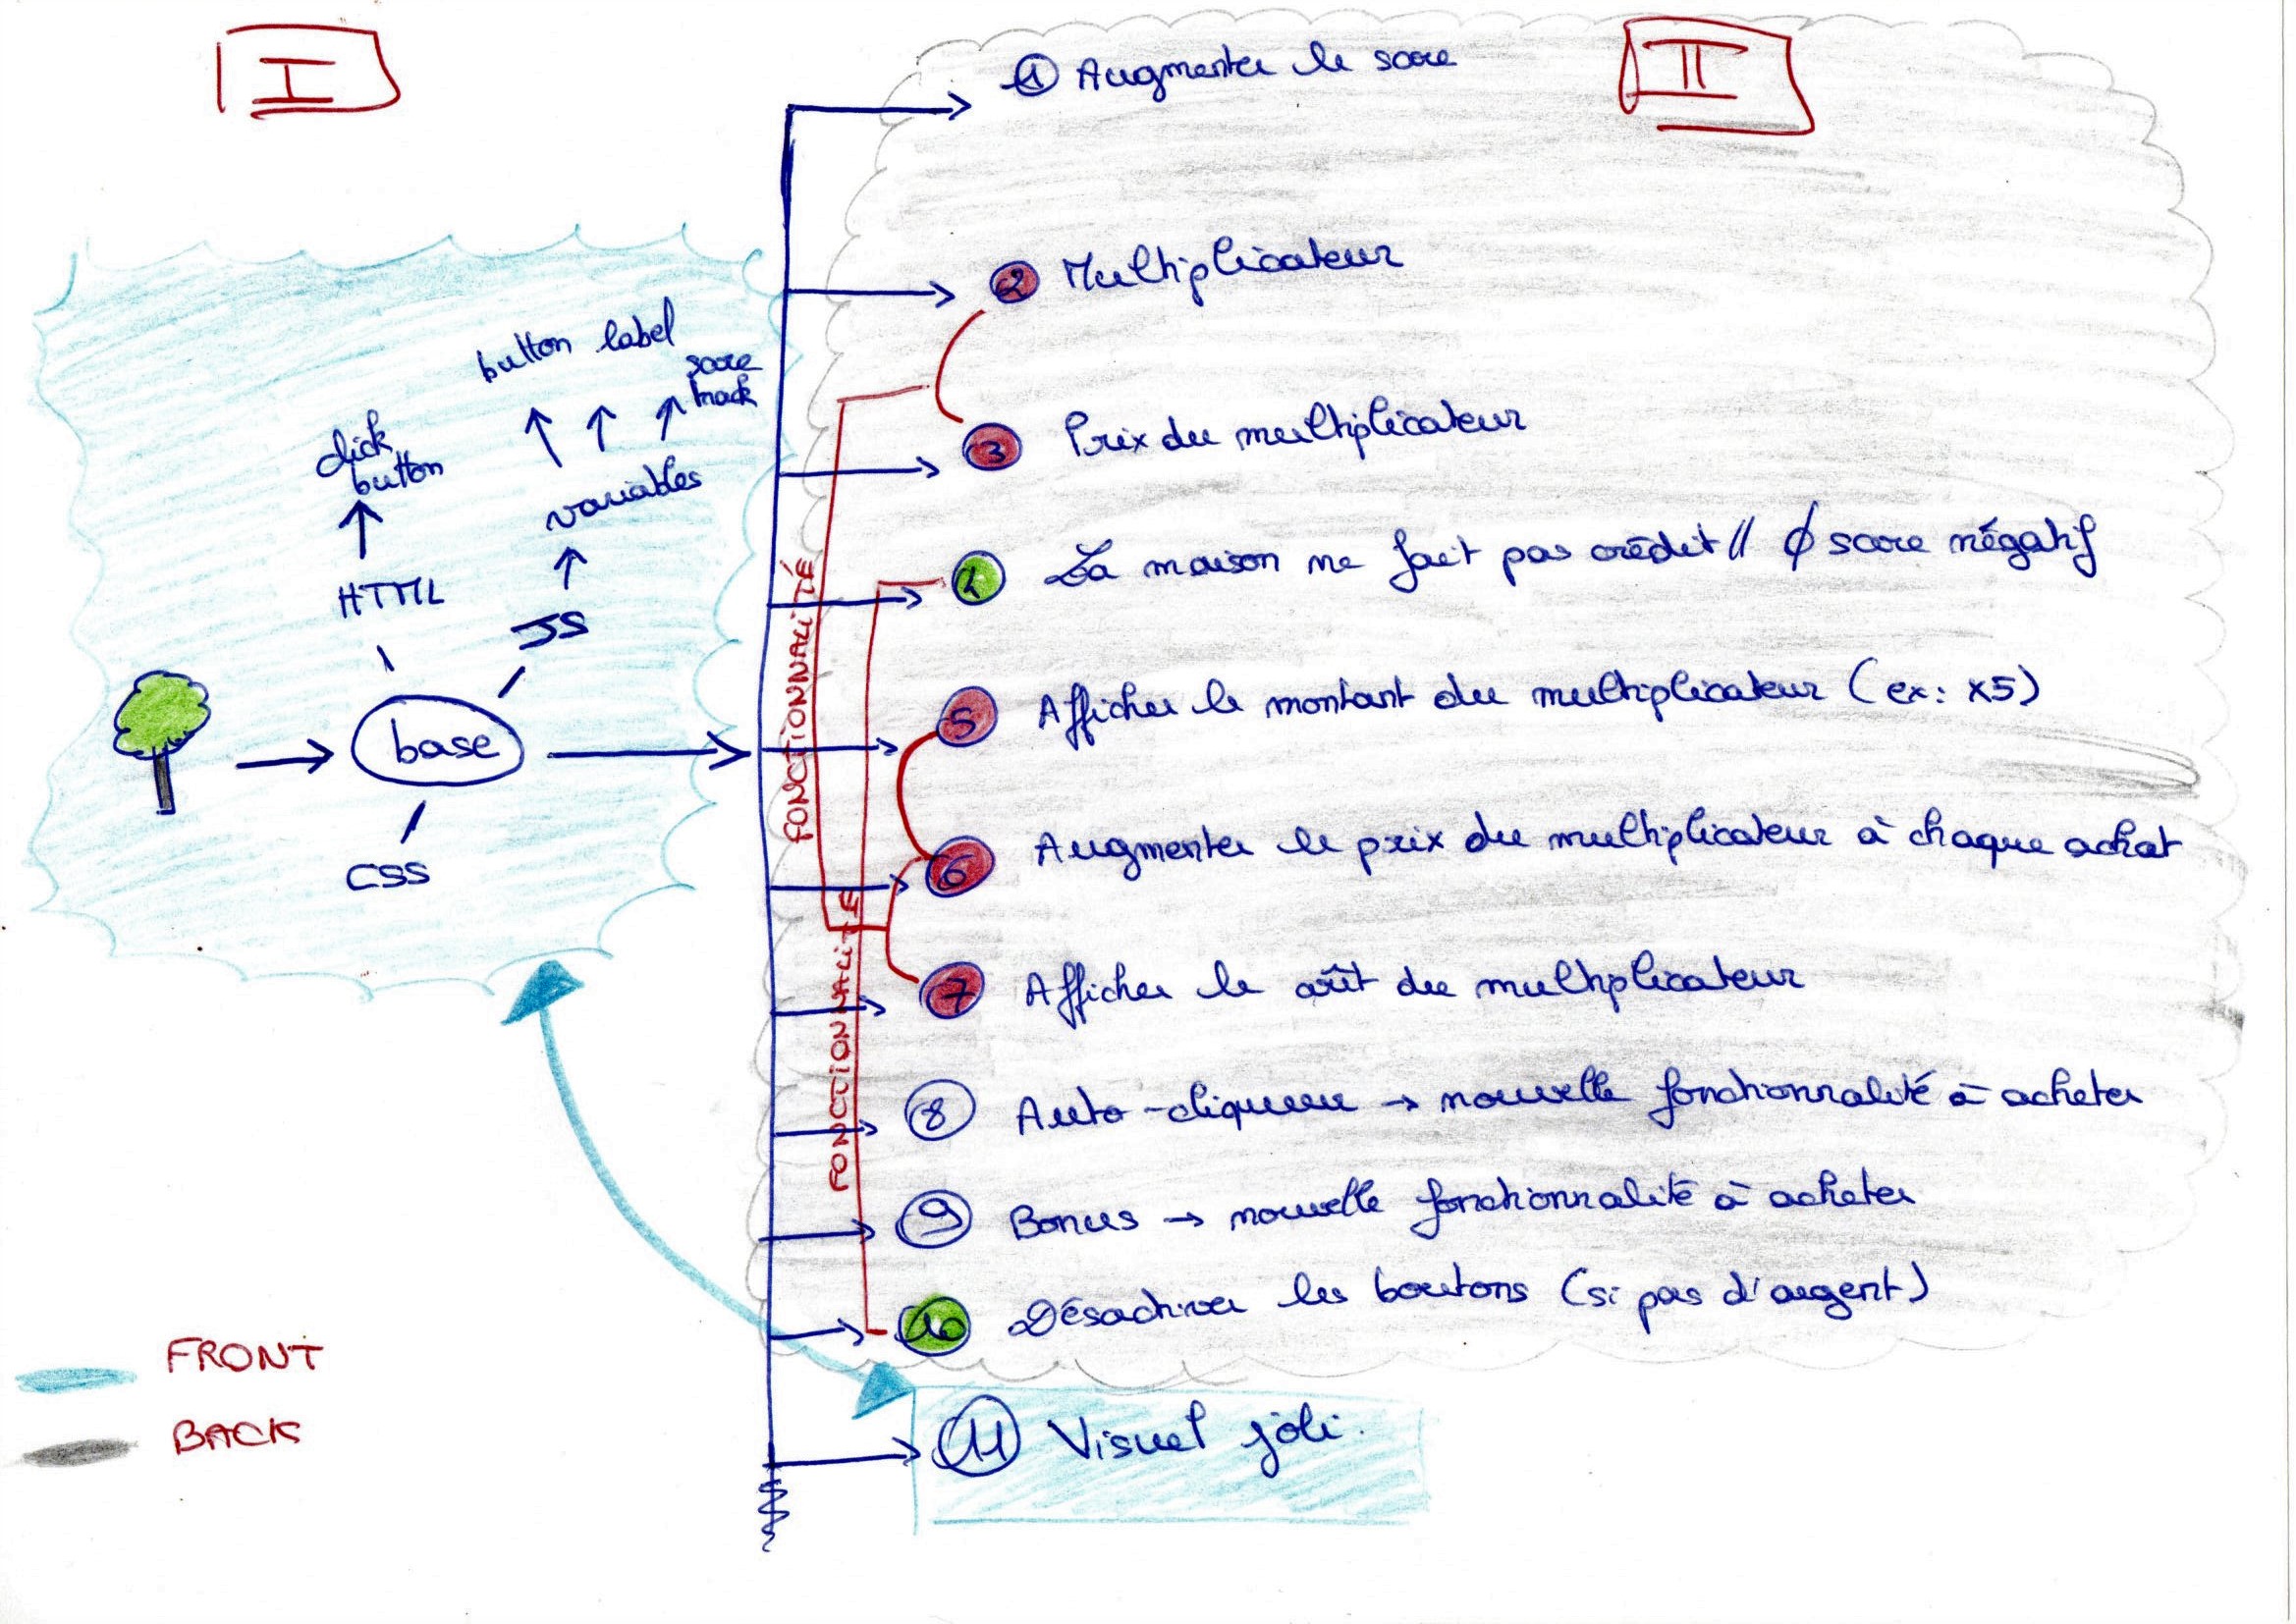 I
II
button label
score
track
click
button
variables
HTML
JS
base
CSS
FONCTIONNALITÉ
FONCTIONNALITÉ
1 Augmenter le score
2 Multiplicateur
3 Prix du multiplicateur
4 La maison ne fait pas crédit // ∅ score négatif
5 Afficher le montant du multiplicateur (ex: x5)
6 Augmenter le prix du multiplicateur à chaque achat
7 Afficher le coût du multiplicateur
8 Auto-cliqueur → nouvelle fonctionnalité à acheter
9 Bonus → nouvelle fonctionnalité à acheter
10 Désactiver les boutons (si pas d'argent)
11 Visuel joli.
FRONT
BACK